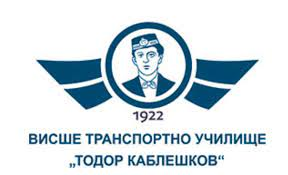 1922
ВИСШЕ ТРАНСПОРТНО УЧИЛИЩЕ
„ТОДОР КАБЛЕШКОВ“